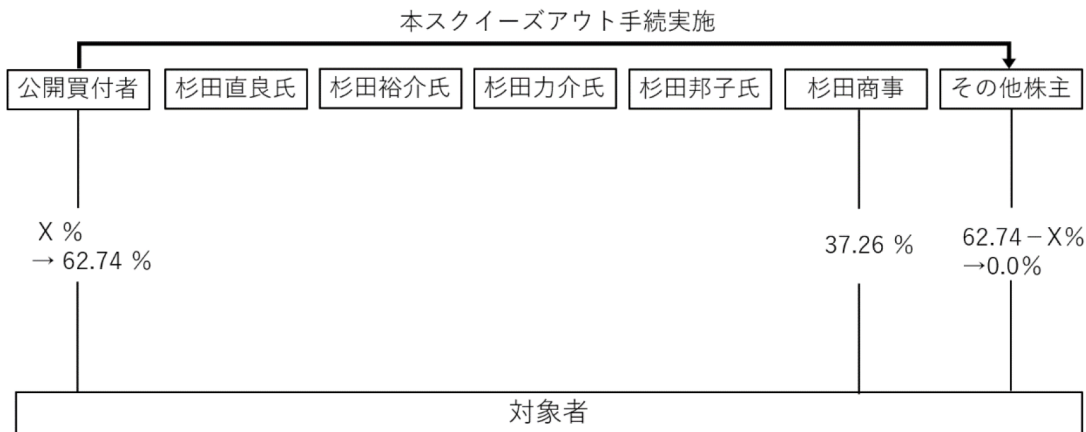 本スクイーズアウト手続実施
公開買付者 杉田直良氏 杉田裕介氏 杉田力介氏 杉田邦子氏 杉田商事 その他株主
X %
→ 62.74 %
37.26 %
62.74－X%
→0.0%
対象者